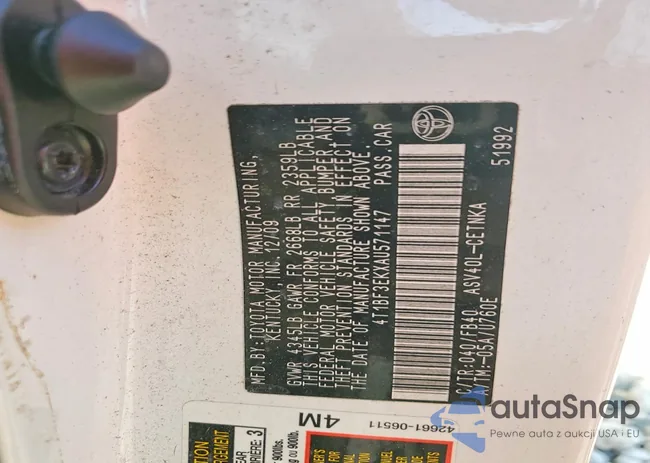 MFD. BY: TOYOTA MOTOR MANUFACTURING,
KENTUCKY, INC. 12/09
GVWR 4345LB GAWR FR 2668LB RR 2359LB
THIS VEHICLE CONFORMS TO ALL APPLICABLE
FEDERAL MOTOR VEHICLE SAFETY, BUMPER, AND
THEFT PREVENTION STANDARDS IN EFFECT ON
THE DATE OF MANUFACTURE SHOWN ABOVE.
4T1BF3EKXAU571147 PASS.CAR
C/TR:040/FB40 ASV40L-CETNKA
A/TM:-05A/U760E
51992
42661-06511
4M
3
autaSnap
Pewne auta z aukcji USA i EU